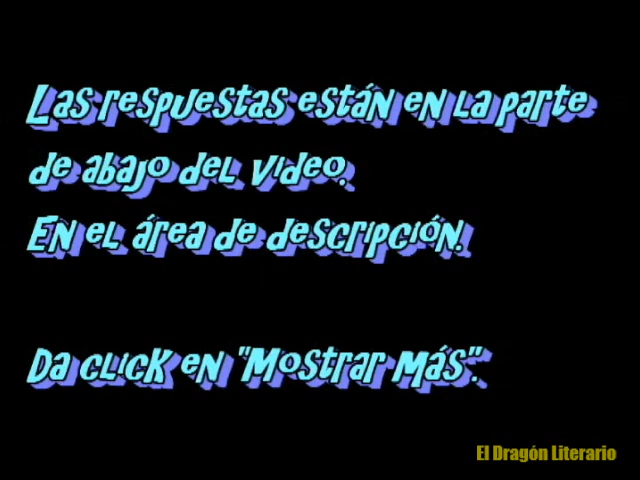 Las respuestas están en la parte
de abajo del video.
En el área de descripción.
Da click en "Mostrar Más".
El Dragón Literario